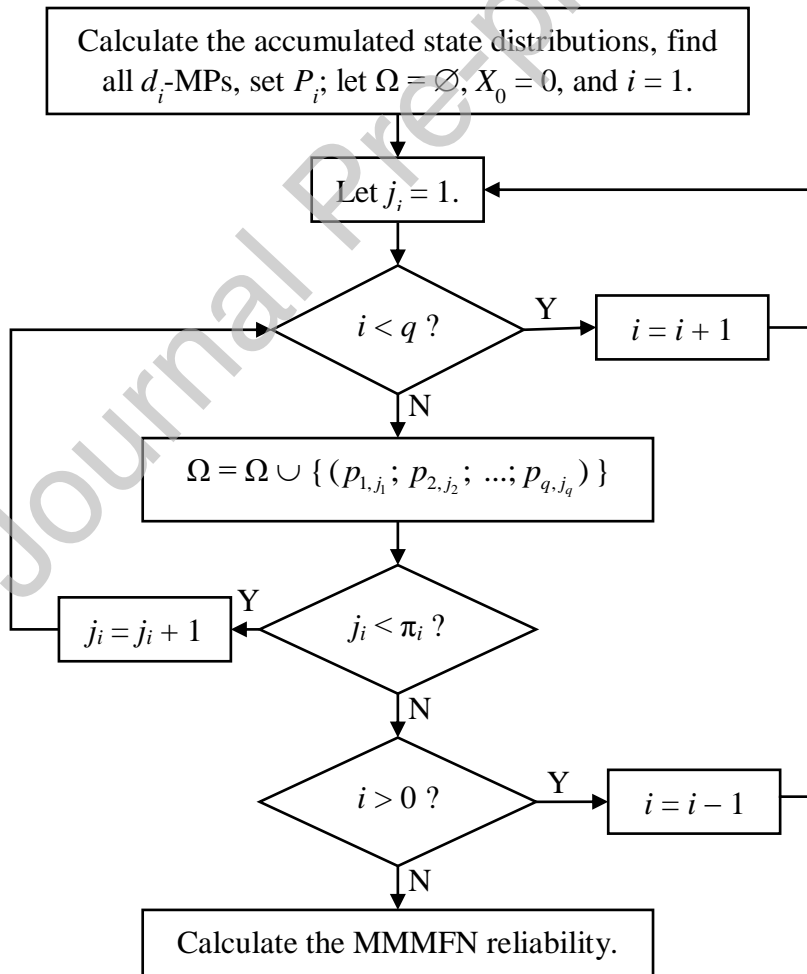 Calculate the accumulated state distributions, find
all d_i-MPs, set P_i; let Ω = ∅, X_0 = 0, and i = 1.
Let j_i = 1.
i < q ?
Y
i = i + 1
N
Ω = Ω ∪ { ( p_{1,j_1} ; p_{2,j_2} ; ...; p_{q,j_q} ) }
j_i < π_i ?
Y
j_i = j_i + 1
N
i > 0 ?
Y
i = i − 1
N
Calculate the MMMFN reliability.
Journal Pre-p